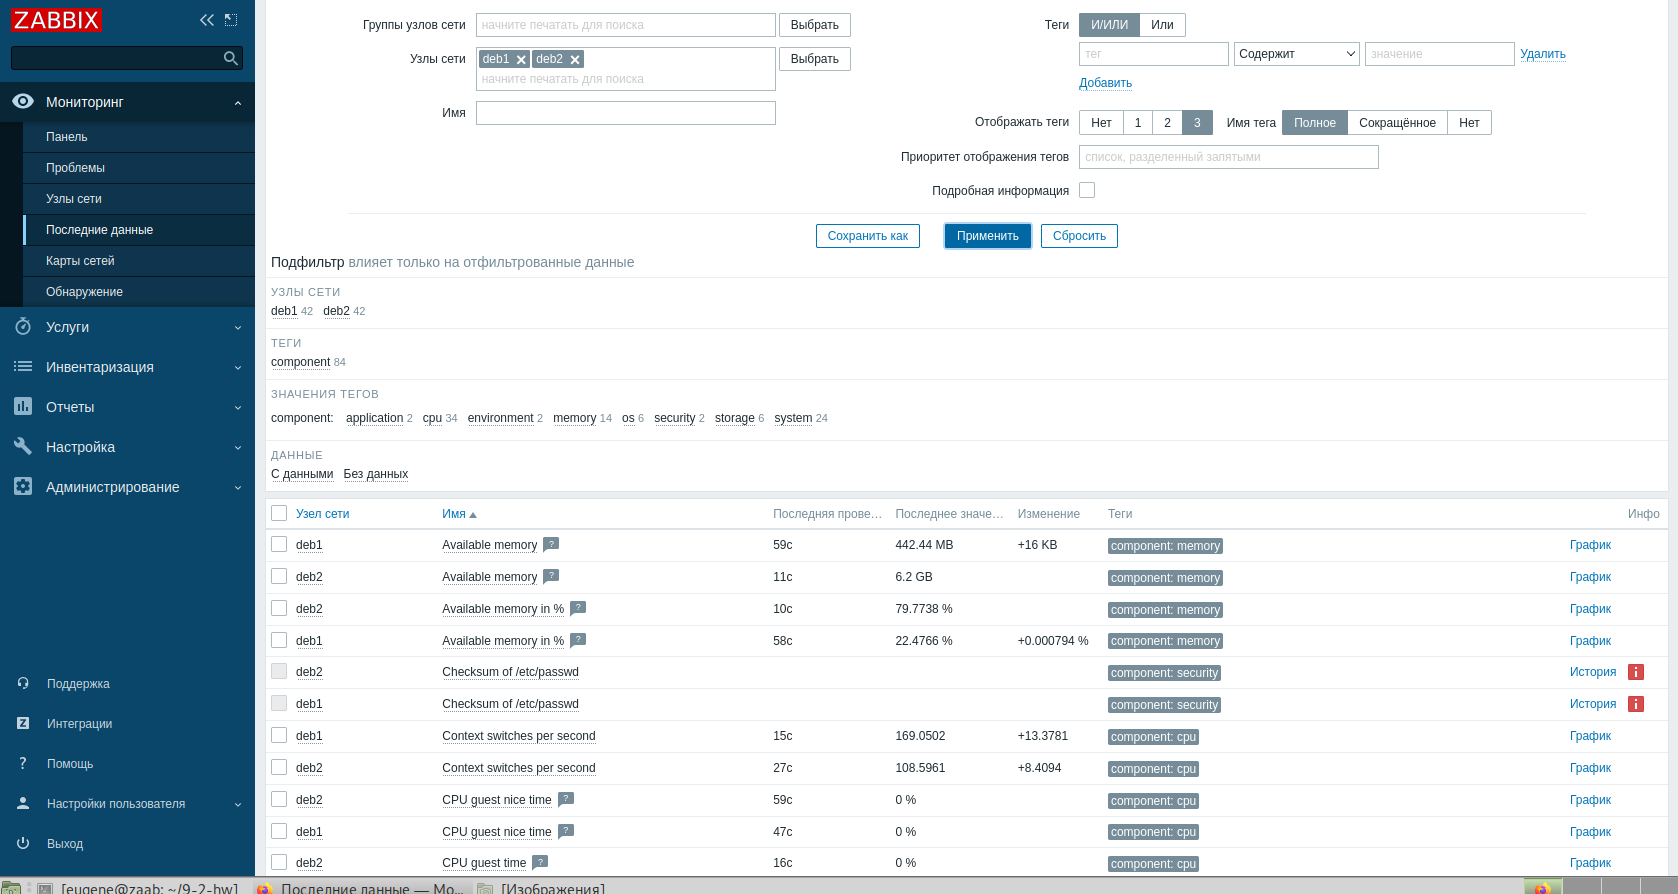 ZABBIX
Мониторинг
Панель
Проблемы
Узлы сети
Последние данные
Карты сетей
Обнаружение
Услуги
Инвентаризация
Отчеты
Настройка
Администрирование
Поддержка
Z Интеграции
? Помощь
Настройки пользователя
Выход
Группы узлов сети начните печатать для поиска Выбрать
Узлы сети deb1 deb2 Выбрать
начните печатать для поиска
Имя
Теги И/ИЛИ Или
тег Содержит значение Удалить
Добавить
Отображать теги Нет 1 2 3 Имя тега Полное Сокращённое Нет
Приоритет отображения тегов список, разделенный запятыми
Подробная информация
Сохранить как Применить Сбросить
Подфильтр влияет только на отфильтрованные данные
УЗЛЫ СЕТИ
deb1 42 deb2 42
ТЕГИ
component 84
ЗНАЧЕНИЯ ТЕГОВ
component: application 2 cpu 34 environment 2 memory 14 os 6 security 2 storage 6 system 24
ДАННЫЕ
С данными Без данных
Узел сети Имя Последняя прове… Последнее значе… Изменение Теги Инфо
deb1 Available memory ? 59с 442.44 MB +16 KB component: memory График
deb2 Available memory ? 11с 6.2 GB component: memory График
deb2 Available memory in % ? 10с 79.7738 % component: memory График
deb1 Available memory in % ? 58с 22.4766 % +0.000794 % component: memory График
deb2 Checksum of /etc/passwd component: security История i
deb1 Checksum of /etc/passwd component: security История i
deb1 Context switches per second 15с 169.0502 +13.3781 component: cpu График
deb2 Context switches per second 27с 108.5961 +8.4094 component: cpu График
deb2 CPU guest nice time ? 59с 0 % component: cpu График
deb1 CPU guest nice time ? 47с 0 % component: cpu График
deb2 CPU guest time ? 16с 0 % component: cpu График
[eugene@zaab: ~/9-2-hw] Последние данные — Mo... [Изображения]